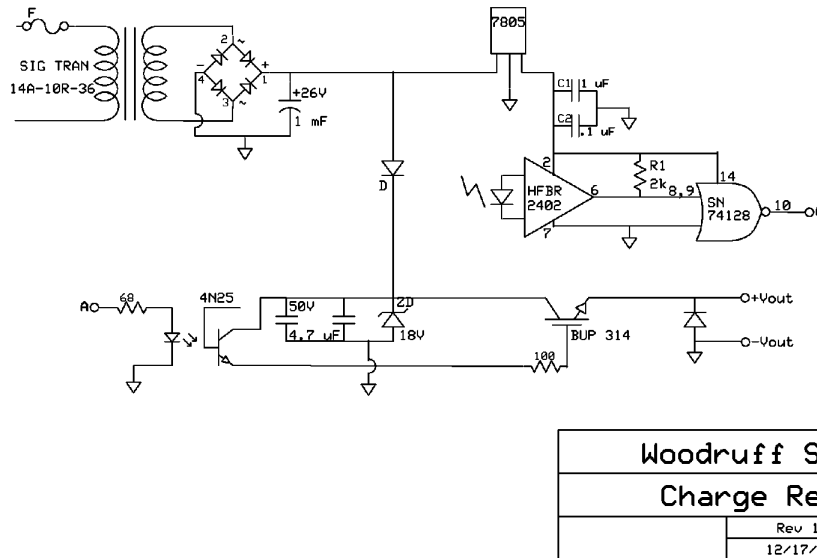 F
7805
SIG TRAN
14A-10R-36
2
~
-
+
4
1
3
~
+26V
1 mF
C1
1 uF
C2
.1 uF
D
2
R1
2k
14
HFBR
2402
6
8,9
SN
74128
10
7
A
68
4N25
50V
4.7 uF
ZD
18V
BUP 314
100
+Vout
-Vout
Woodruff S
Charge Re
Rev 1
12/17/